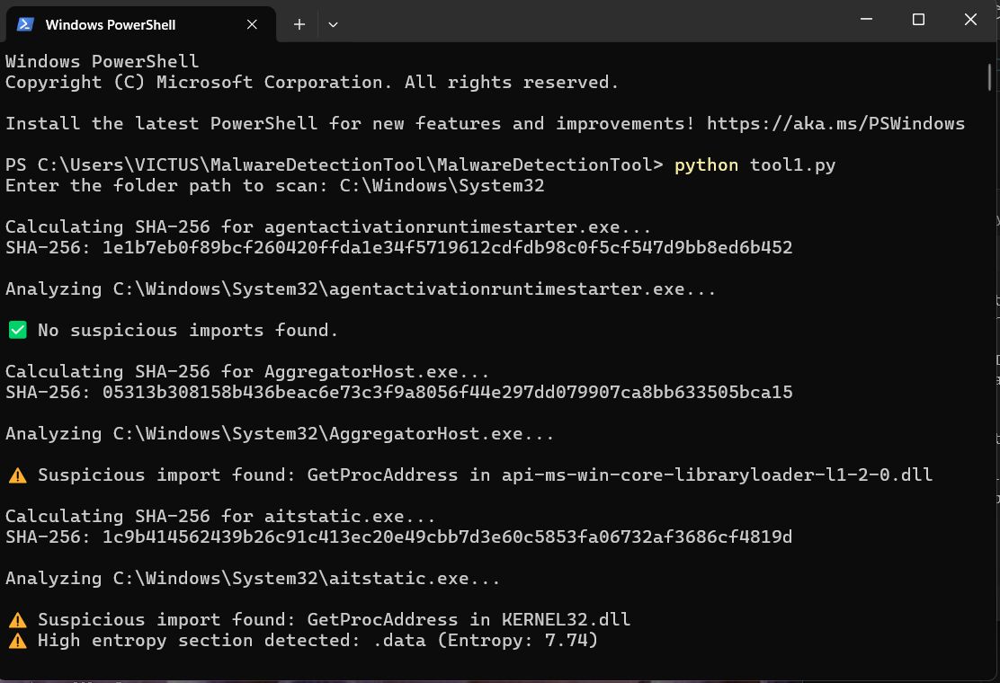 Windows PowerShell
Windows PowerShell
Copyright (C) Microsoft Corporation. All rights reserved.
Install the latest PowerShell for new features and improvements! https://aka.ms/PSWindows
PS C:\Users\VICTUS\MalwareDetectionTool\MalwareDetectionTool> python tool1.py
Enter the folder path to scan: C:\Windows\System32
Calculating SHA-256 for agentactivationruntimestarter.exe...
SHA-256: 1e1b7eb0f89bcf260420ffda1e34f5719612cdfdb98c0f5cf547d9bb8ed6b452
Analyzing C:\Windows\System32\agentactivationruntimestarter.exe...
✅ No suspicious imports found.
Calculating SHA-256 for AggregatorHost.exe...
SHA-256: 05313b308158b436beac6e73c3f9a8056f44e297dd079907ca8bb633505bca15
Analyzing C:\Windows\System32\AggregatorHost.exe...
⚠ Suspicious import found: GetProcAddress in api-ms-win-core-libraryloader-l1-2-0.dll
Calculating SHA-256 for aitstatic.exe...
SHA-256: 1c9b414562439b26c91c413ec20e49cbb7d3e60c5853fa06732af3686cf4819d
Analyzing C:\Windows\System32\aitstatic.exe...
⚠ Suspicious import found: GetProcAddress in KERNEL32.dll
⚠ High entropy section detected: .data (Entropy: 7.74)